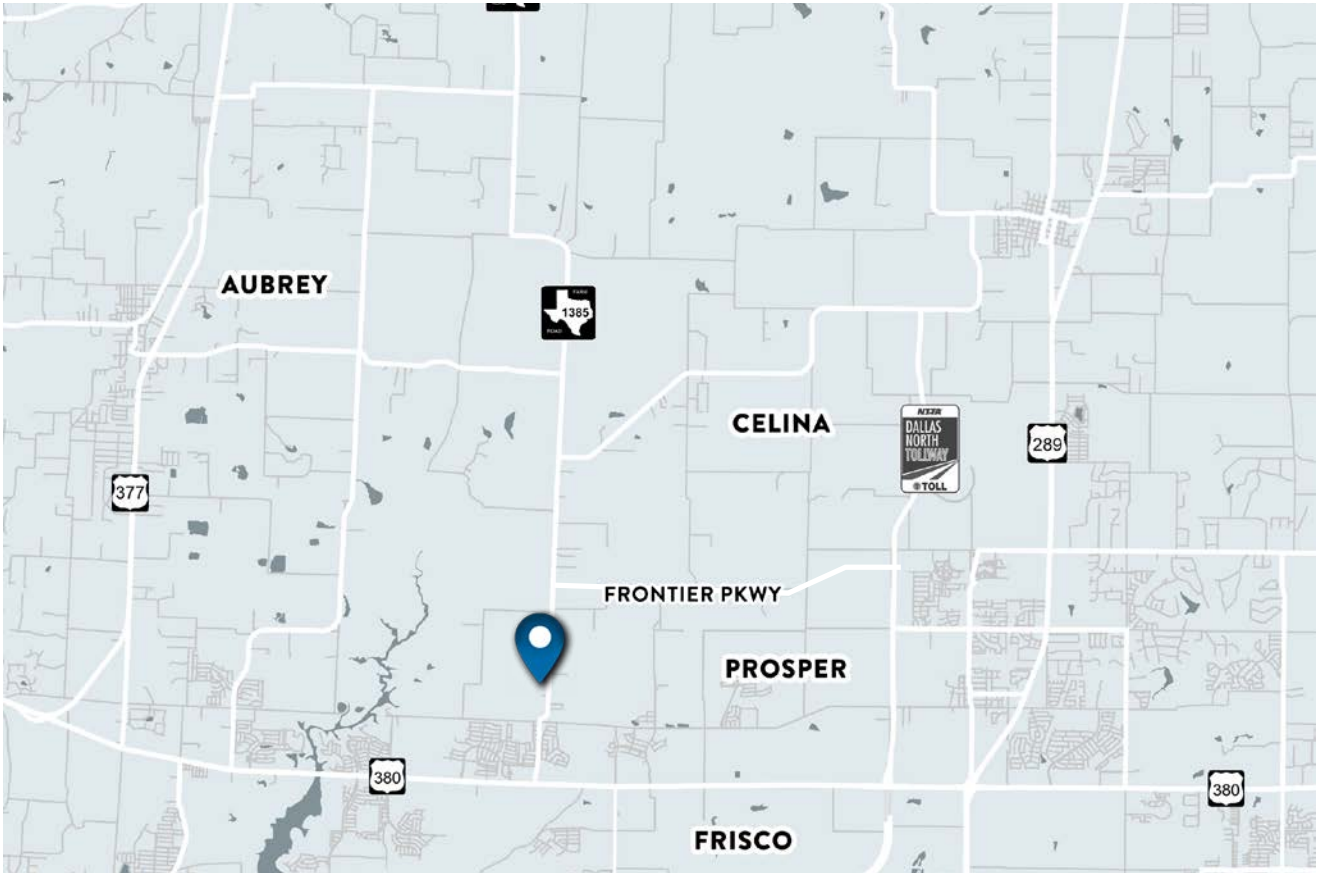 AUBREY
FARM
1385
ROAD
CELINA
NTTA
DALLAS
NORTH
TOLLWAY
TOLL
289
377
FRONTIER PKWY
PROSPER
380
380
FRISCO